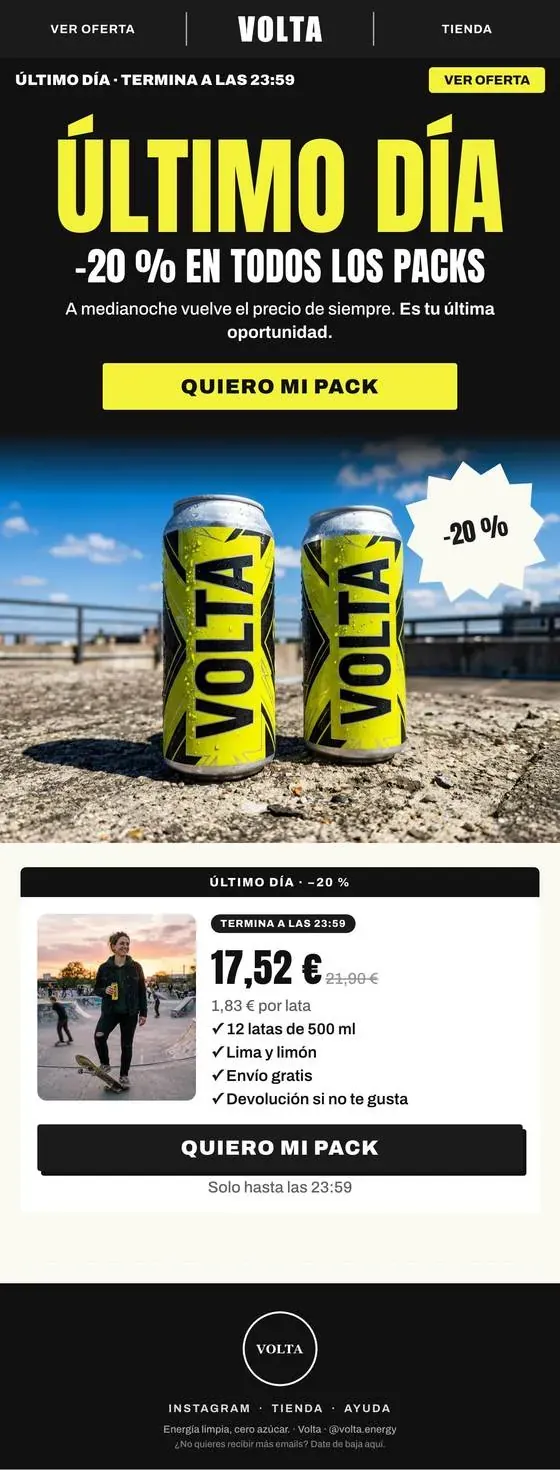 VER OFERTA
VOLTA
TIENDA
ÚLTIMO DÍA · TERMINA A LAS 23:59
VER OFERTA
ÚLTIMO DÍA
-20 % EN TODOS LOS PACKS
A medianoche vuelve el precio de siempre. Es tu última
oportunidad.
QUIERO MI PACK
-20 %
VOLTA
VOLTA
ÚLTIMO DÍA · −20 %
TERMINA A LAS 23:59
17,52 € 21,90 €
1,83 € por lata
✓12 latas de 500 ml
✓Lima y limón
✓Envío gratis
✓Devolución si no te gusta
QUIERO MI PACK
Solo hasta las 23:59
VOLTA
INSTAGRAM · TIENDA · AYUDA
Energía limpia, cero azúcar. · Volta · @volta.energy
¿No quieres recibir más emails? Date de baja aquí.